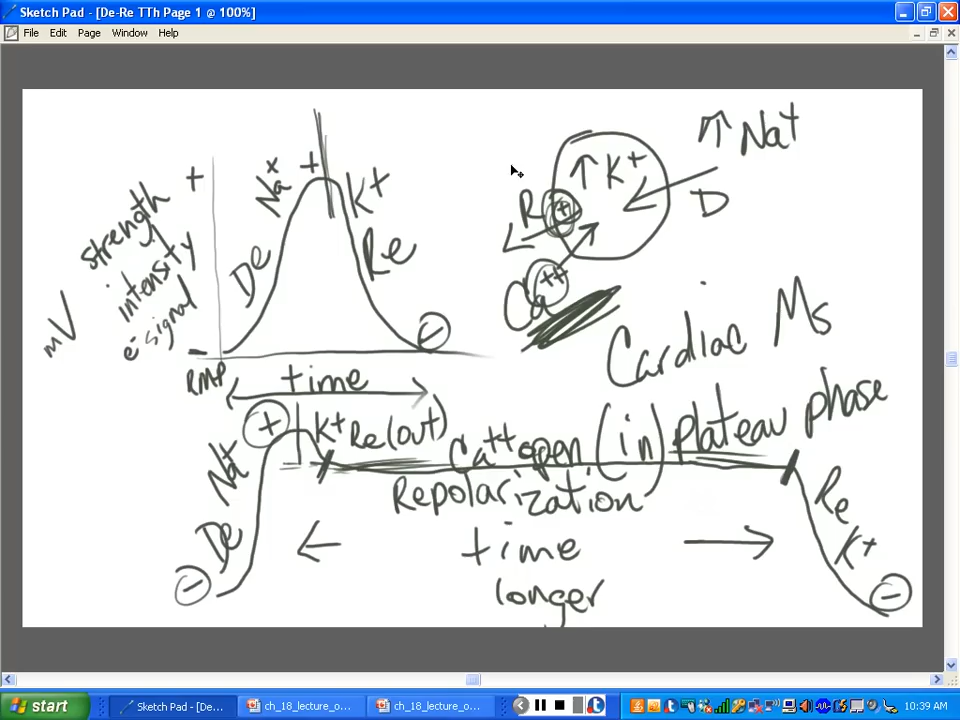 Sketch Pad - [De-Re TTh Page 1 @ 100%]
File Edit Page Window Help
+
mV
strength
intensity
e- signal
-
RMP
De
Na+
+
K+
Re
-
time
↑ K+
↑ Na+
D
R
+
Ca++
Cardiac Ms
-
De
Na+
+
K+ Re (out)
Ca++ open (in) plateau phase
Repolarization
← time →
longer
Re
K+
-
start
Sketch Pad - [De...
ch_18_lecture_o...
ch_18_lecture_o...
10:39 AM